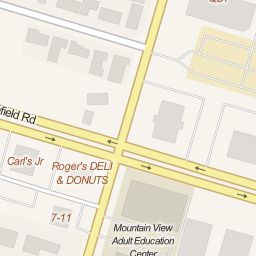 field Rd
Carl's Jr
Roger's DELI
& DONUTS
7-11
Mountain View
Adult Education
Center